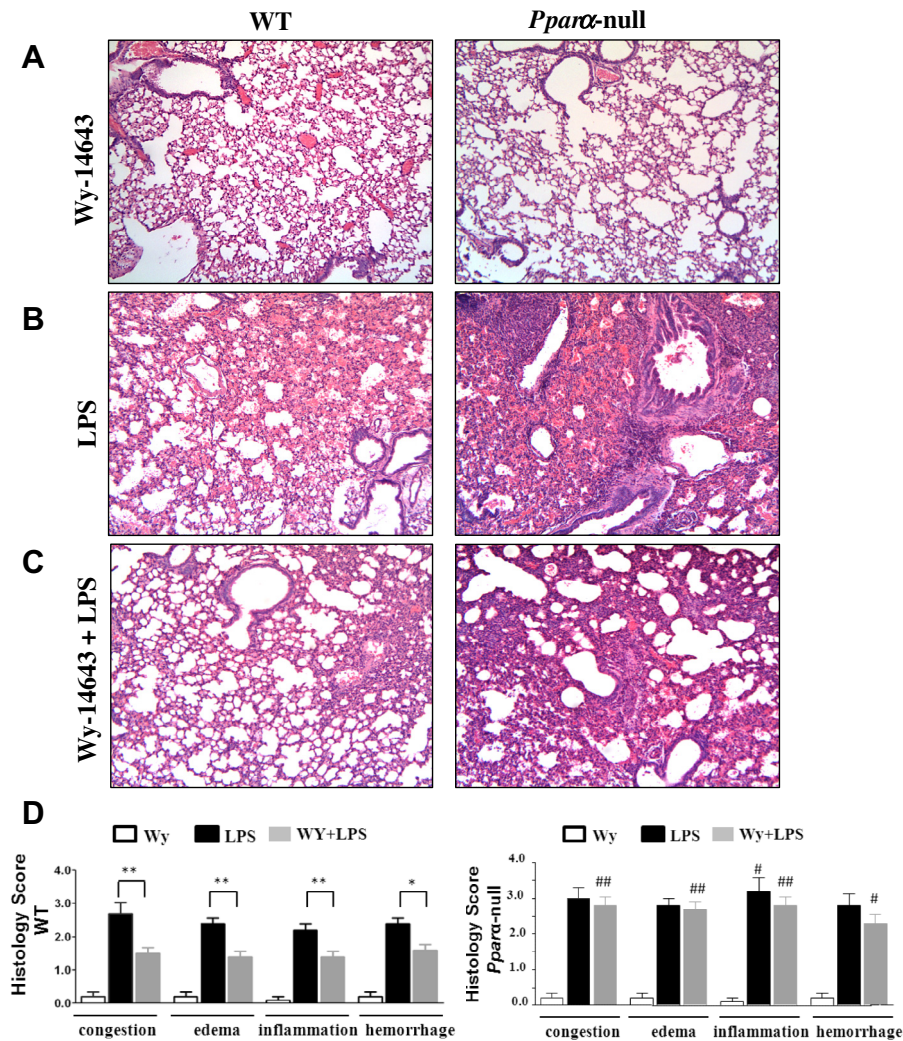 WT
Pparα-null
A
Wy-14643
B
LPS
C
Wy-14643 + LPS
D
Wy LPS WY+LPS
Histology Score
WT
4.0
3.0
2.0
1.0
0.0
** ** ** *
congestion edema inflammation hemorrhage
Wy LPS Wy+LPS
Histology Score
Pparα-null
4.0
3.0
2.0
1.0
0.0
## ## # ## #
congestion edema inflammation hemorrhage